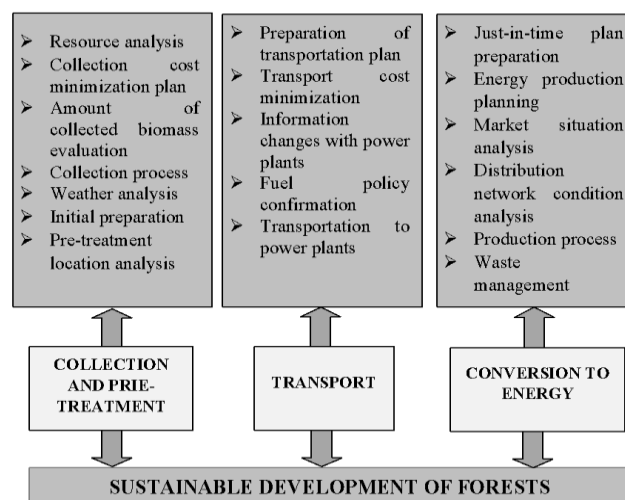 ➢ Resource analysis
➢ Collection cost
minimization plan
➢ Amount of
collected biomass
evaluation
➢ Collection process
➢ Weather analysis
➢ Initial preparation
➢ Pre-treatment
location analysis
➢ Preparation of
transportation plan
➢ Transport cost
minimization
➢ Information
changes with power
plants
➢ Fuel policy
confirmation
➢ Transportation to
power plants
➢ Just-in-time plan
preparation
➢ Energy production
planning
➢ Market situation
analysis
➢ Distribution
network condition
analysis
➢ Production process
➢ Waste
management
COLLECTION
AND PRIE-
TREATMENT
TRANSPORT
CONVERSION TO
ENERGY
SUSTAINABLE DEVELOPMENT OF FORESTS